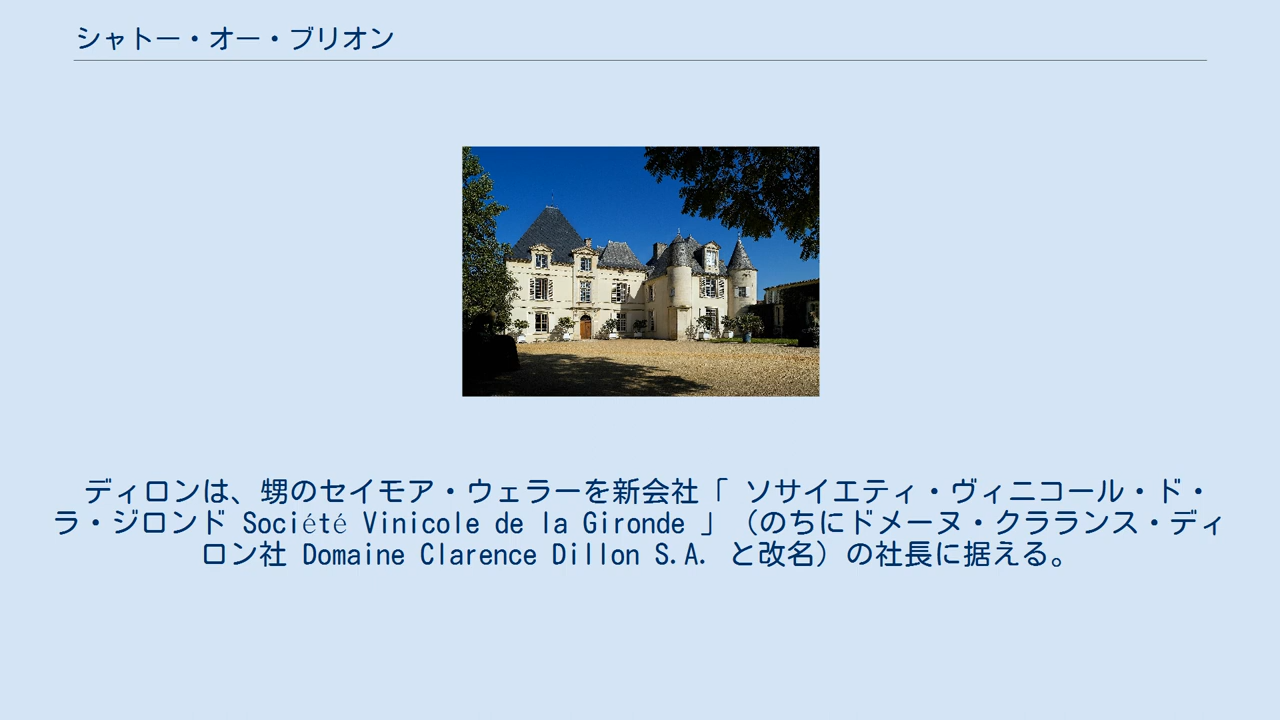 シャトー・オー・ブリオン
ディロンは、甥のセイモア・ウェラーを新会社「 ソサイエティ・ヴィニコール・ド・
ラ・ジロンド Société Vinicole de la Gironde 」（のちにドメーヌ・クラランス・ディ
ロン社 Domaine Clarence Dillon S.A. と改名）の社長に据える。